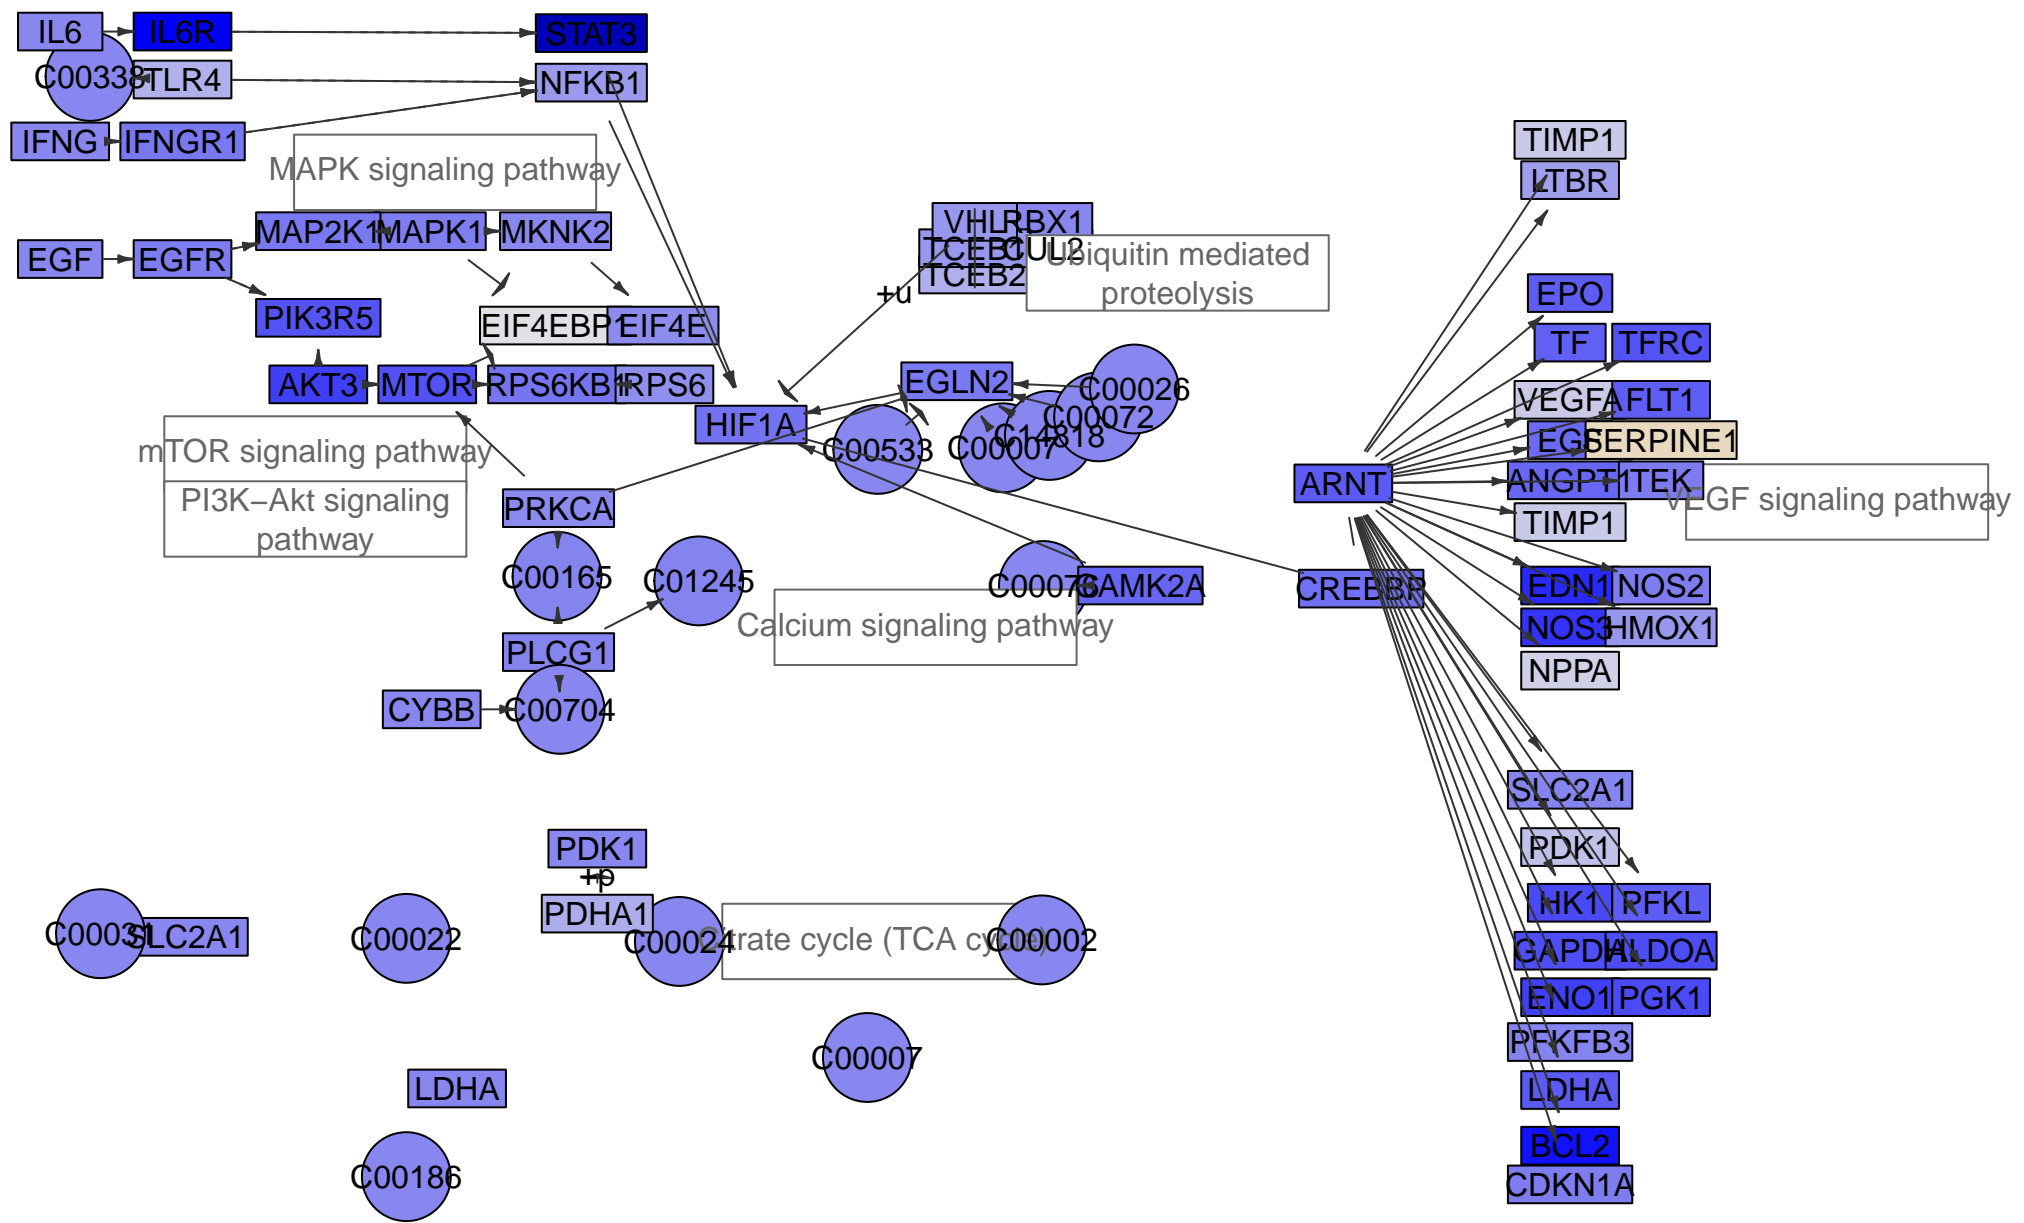 IL6
IL6R
STAT3
C00338
TLR4
NFKB1
IFNG
IFNGR1
MAPK signaling pathway
TIMP1
LTBR
MAP2K1
MAPK1
MKNK2
VHL
RBX1
EGF
EGFR
TCEB1
CUL2
Ubiquitin mediated
proteolysis
TCEB2
+u
EPO
PIK3R5
EIF4EBP1
EIF4E
TF
TFRC
AKT3
MTOR
RPS6KB1
RPS6
EGLN2
C00026
C00072
C14818
C00007
C00533
HIF1A
VEGFA
FLT1
EGF
SERPINE1
mTOR signaling pathway
PI3K–Akt signaling
pathway
PRKCA
ARNT
ANGPT1
TEK
VEGF signaling pathway
TIMP1
C00165
C01245
C00076
CAMK2A
CREBBP
EDN1
NOS2
Calcium signaling pathway
NOS3
HMOX1
PLCG1
NPPA
CYBB
C00704
SLC2A1
PDK1
+p
PDK1
PDHA1
HK1
PFKL
C00031
SLC2A1
C00022
C00024
Citrate cycle (TCA cycle)
C00002
GAPDH
ALDOA
ENO1
PGK1
PFKFB3
C00007
LDHA
LDHA
BCL2
C00186
CDKN1A